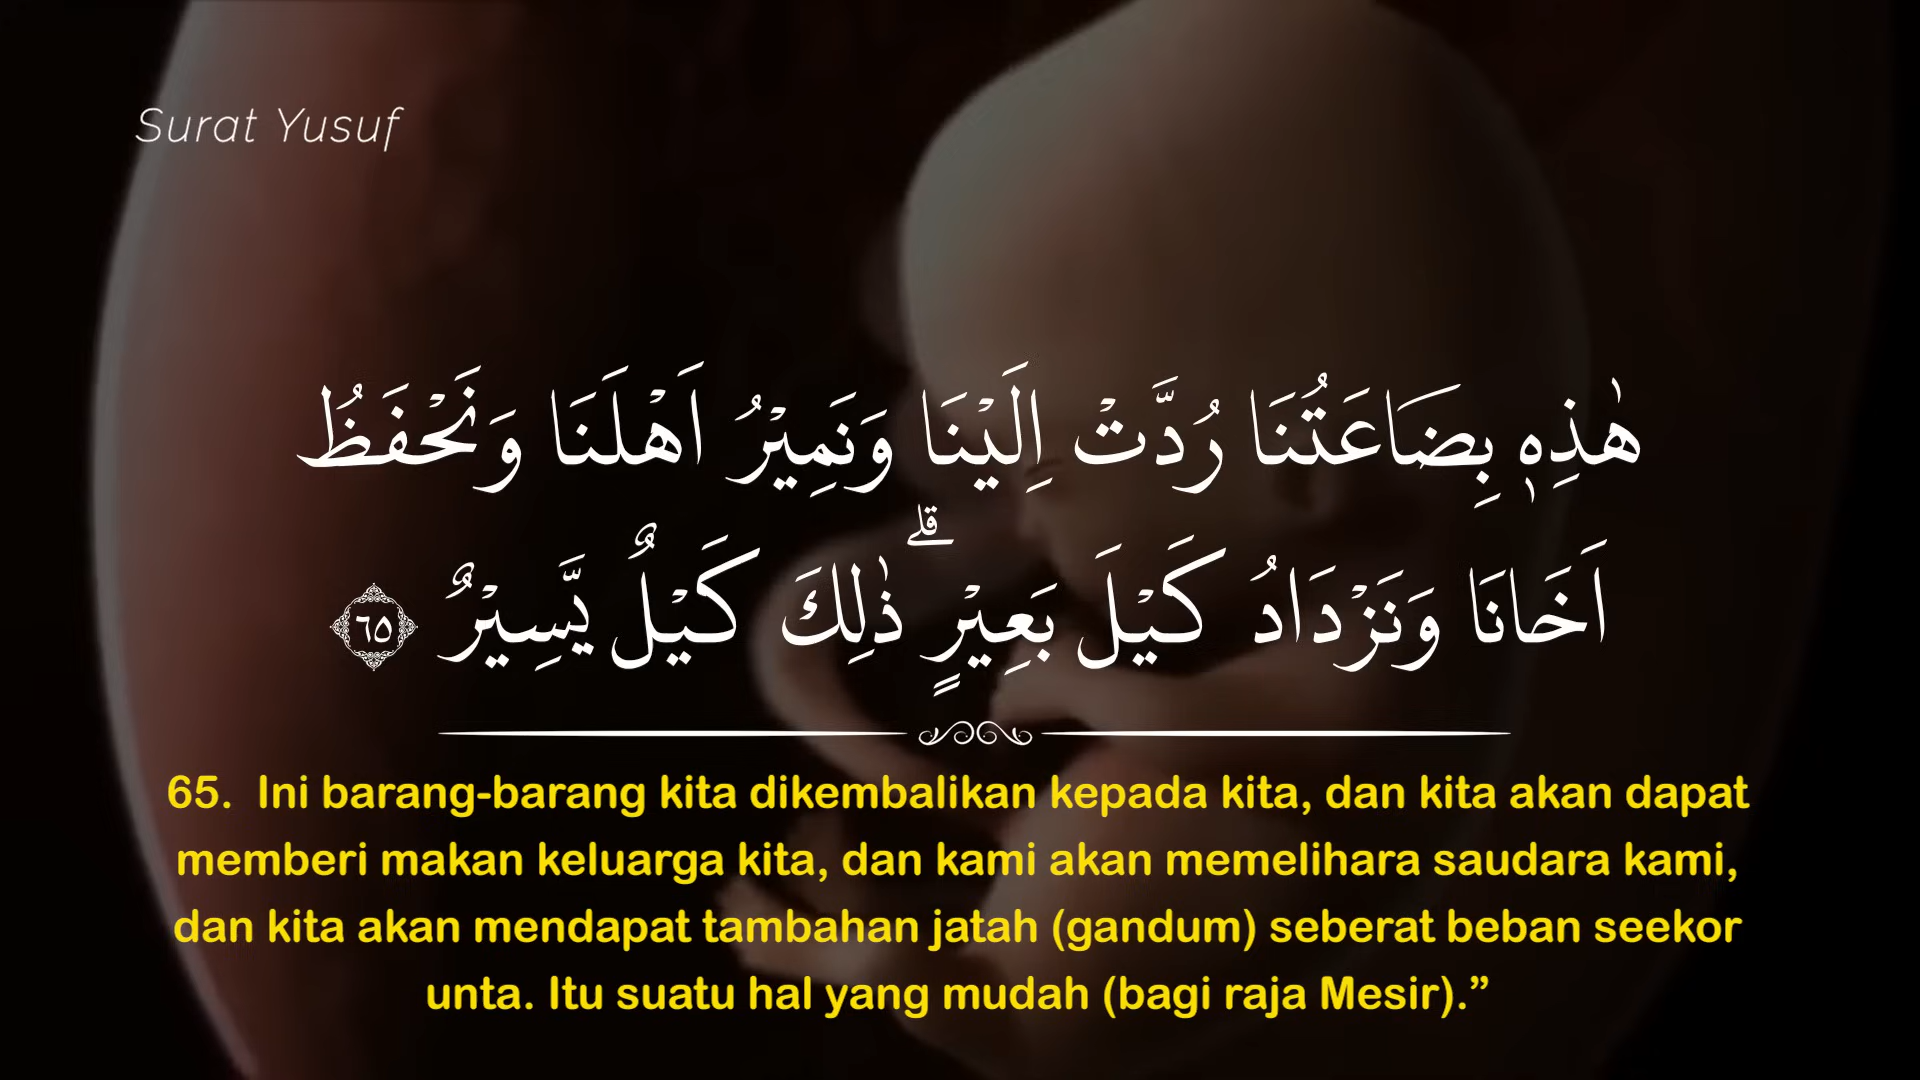 Surat Yusuf
هٰذِهٖ بِضَاعَتُنَا رُدَّتْ اِلَيْنَا وَنَمِيْرُ اَهْلَنَا وَنَحْفَظُ
اَخَانَا وَنَزْدَادُ كَيْلَ بَعِيْرٍۗ ذٰلِكَ كَيْلٌ يَّسِيْرٌ ٦٥
65. Ini barang-barang kita dikembalikan kepada kita, dan kita akan dapat
memberi makan keluarga kita, dan kami akan memelihara saudara kami,
dan kita akan mendapat tambahan jatah (gandum) seberat beban seekor
unta. Itu suatu hal yang mudah (bagi raja Mesir).”